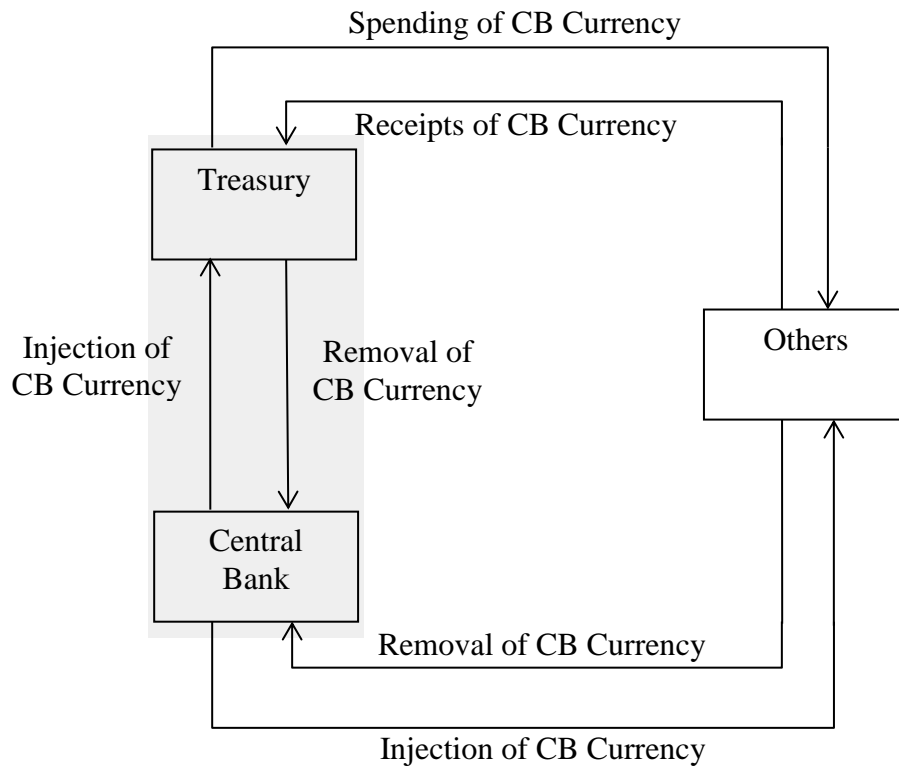 Spending of CB Currency
Receipts of CB Currency
Treasury
Injection of
CB Currency
Removal of
CB Currency
Others
Central
Bank
Removal of CB Currency
Injection of CB Currency